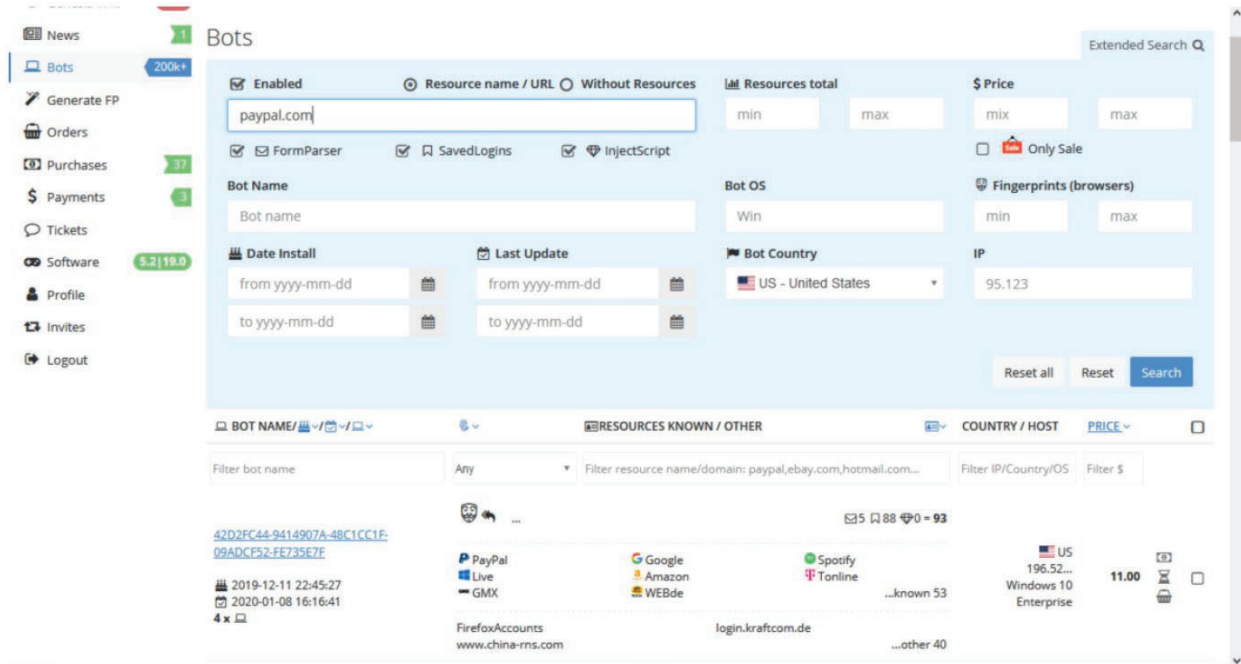 News 1
Bots 200k+
Generate FP
Orders
Purchases 37
Payments 3
Tickets
Software 5.2|19.0
Profile
Invites
Logout
Bots
Extended Search
Enabled Resource name / URL Without Resources Resources total $ Price
paypal.com min max mix max
FormParser SavedLogins InjectScript Sale Only Sale
Bot Name Bot OS Fingerprints (browsers)
Bot name Win min max
Date Install Last Update Bot Country IP
from yyyy-mm-dd from yyyy-mm-dd US - United States 95.123
to yyyy-mm-dd to yyyy-mm-dd
Reset all Reset Search
BOT NAME/ / / RESOURCES KNOWN / OTHER COUNTRY / HOST PRICE
Filter bot name Any Filter resource name/domain: paypal,ebay.com,hotmail.com... Filter IP/Country/OS Filter $
... 5 88 0 = 93
42D2FC44-9414907A-48C1CC1F-
09ADCF52-FE735E7F
2019-12-11 22:45:27
2020-01-08 16:16:41
4 x
PayPal Google Spotify
Live Amazon Tonline
GMX WEBde ...known 53
FirefoxAccounts login.kraftcom.de
www.china-rns.com ...other 40
US
196.52...
Windows 10
Enterprise
11.00